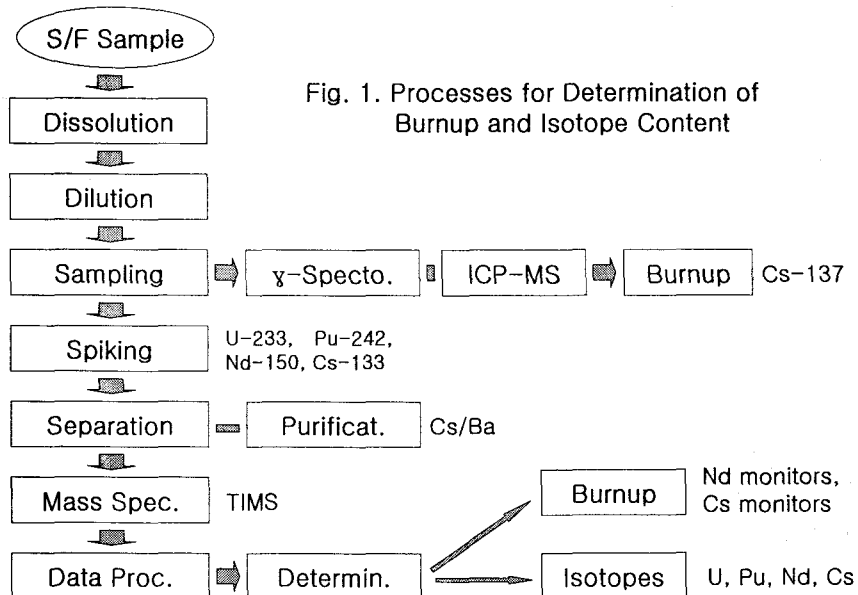 S/F Sample
Fig. 1. Processes for Determination of
Burnup and Isotope Content
Dissolution
Dilution
Sampling
ɣ-Specto.
ICP-MS
Burnup
Cs-137
Spiking
U-233, Pu-242,
Nd-150, Cs-133
Separation
Purificat.
Cs/Ba
Mass Spec.
TIMS
Burnup
Nd monitors,
Cs monitors
Data Proc.
Determin.
Isotopes
U, Pu, Nd, Cs